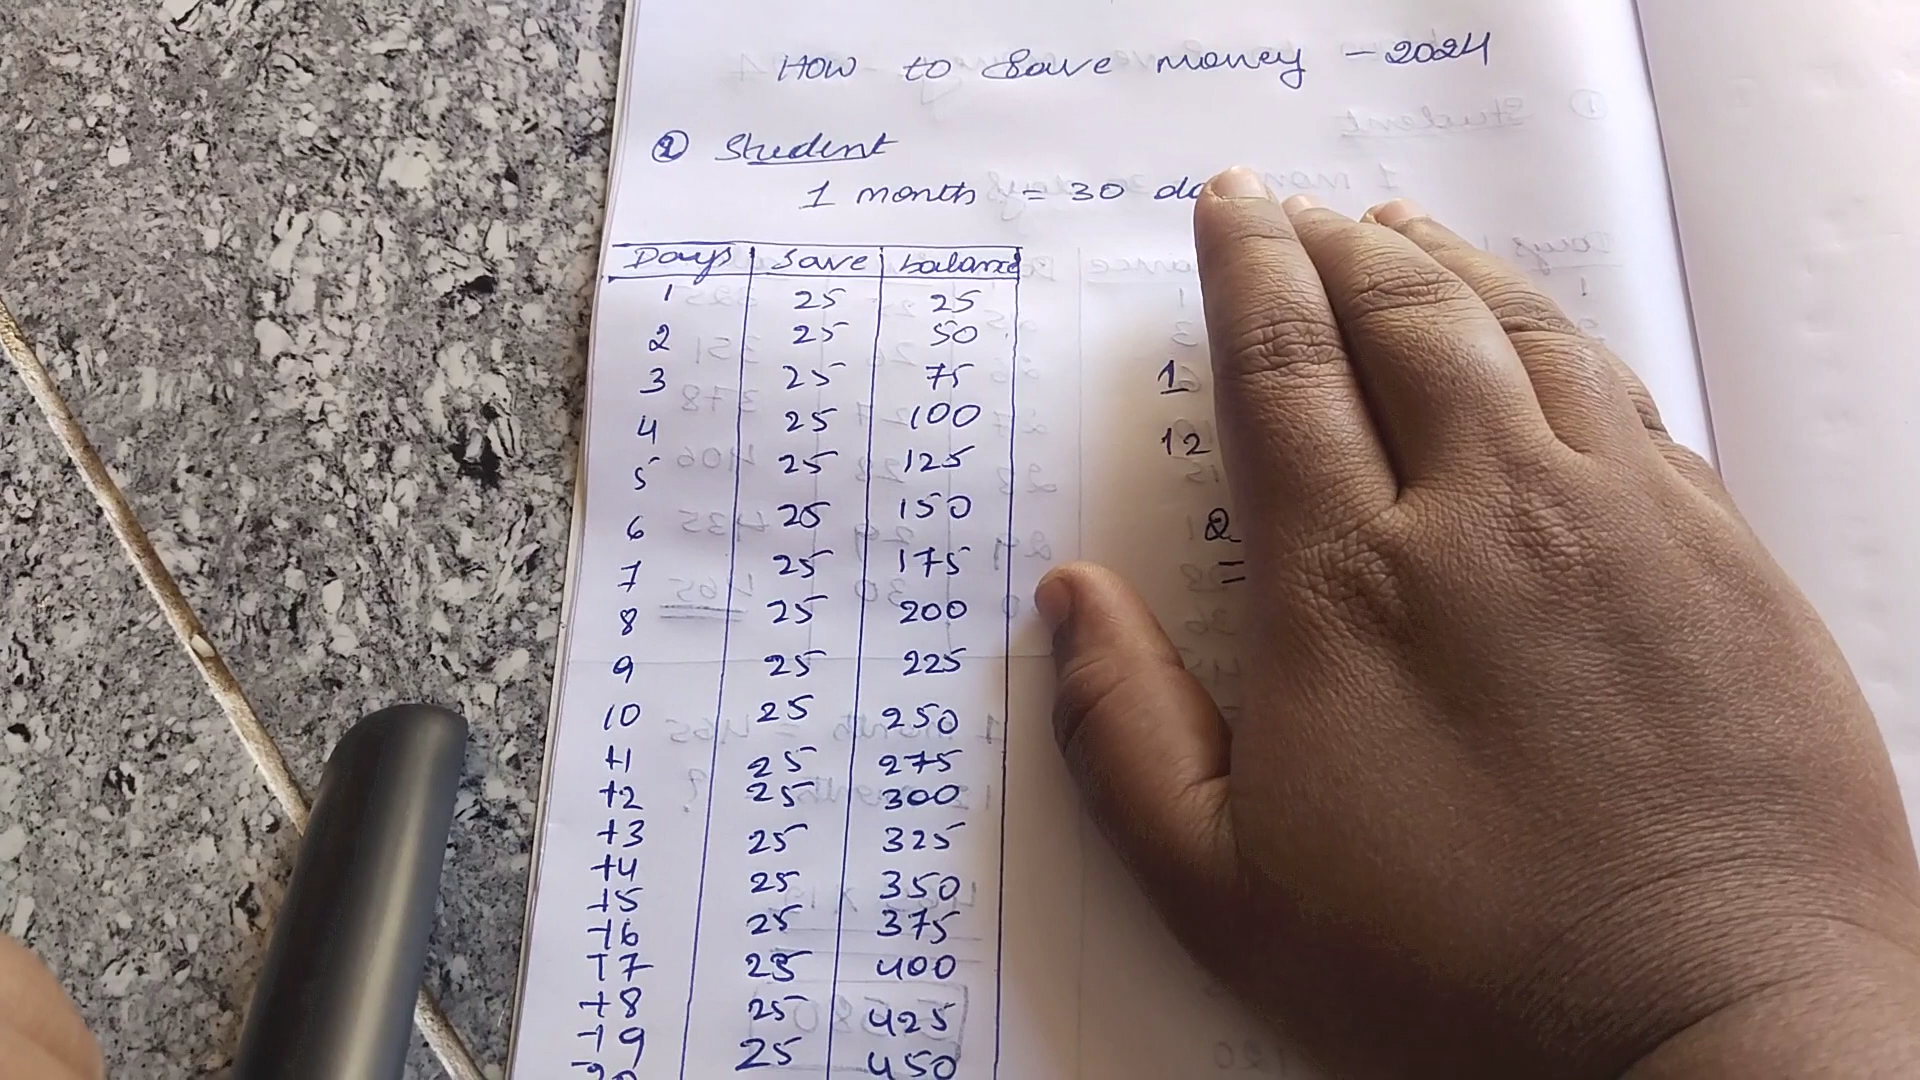 How to Save money - 2024
② Student
1 month = 30 da
Days Save balance
1 25 25
2 25 50
3 25 75
4 25 100
5 25 125
6 25 150
7 25 175
8 25 200
9 25 225
10 25 250
11 25 275
12 25 300
13 25 325
14 25 350
15 25 375
16 25 400
17 25 425
18 25 450
19
20
1
12